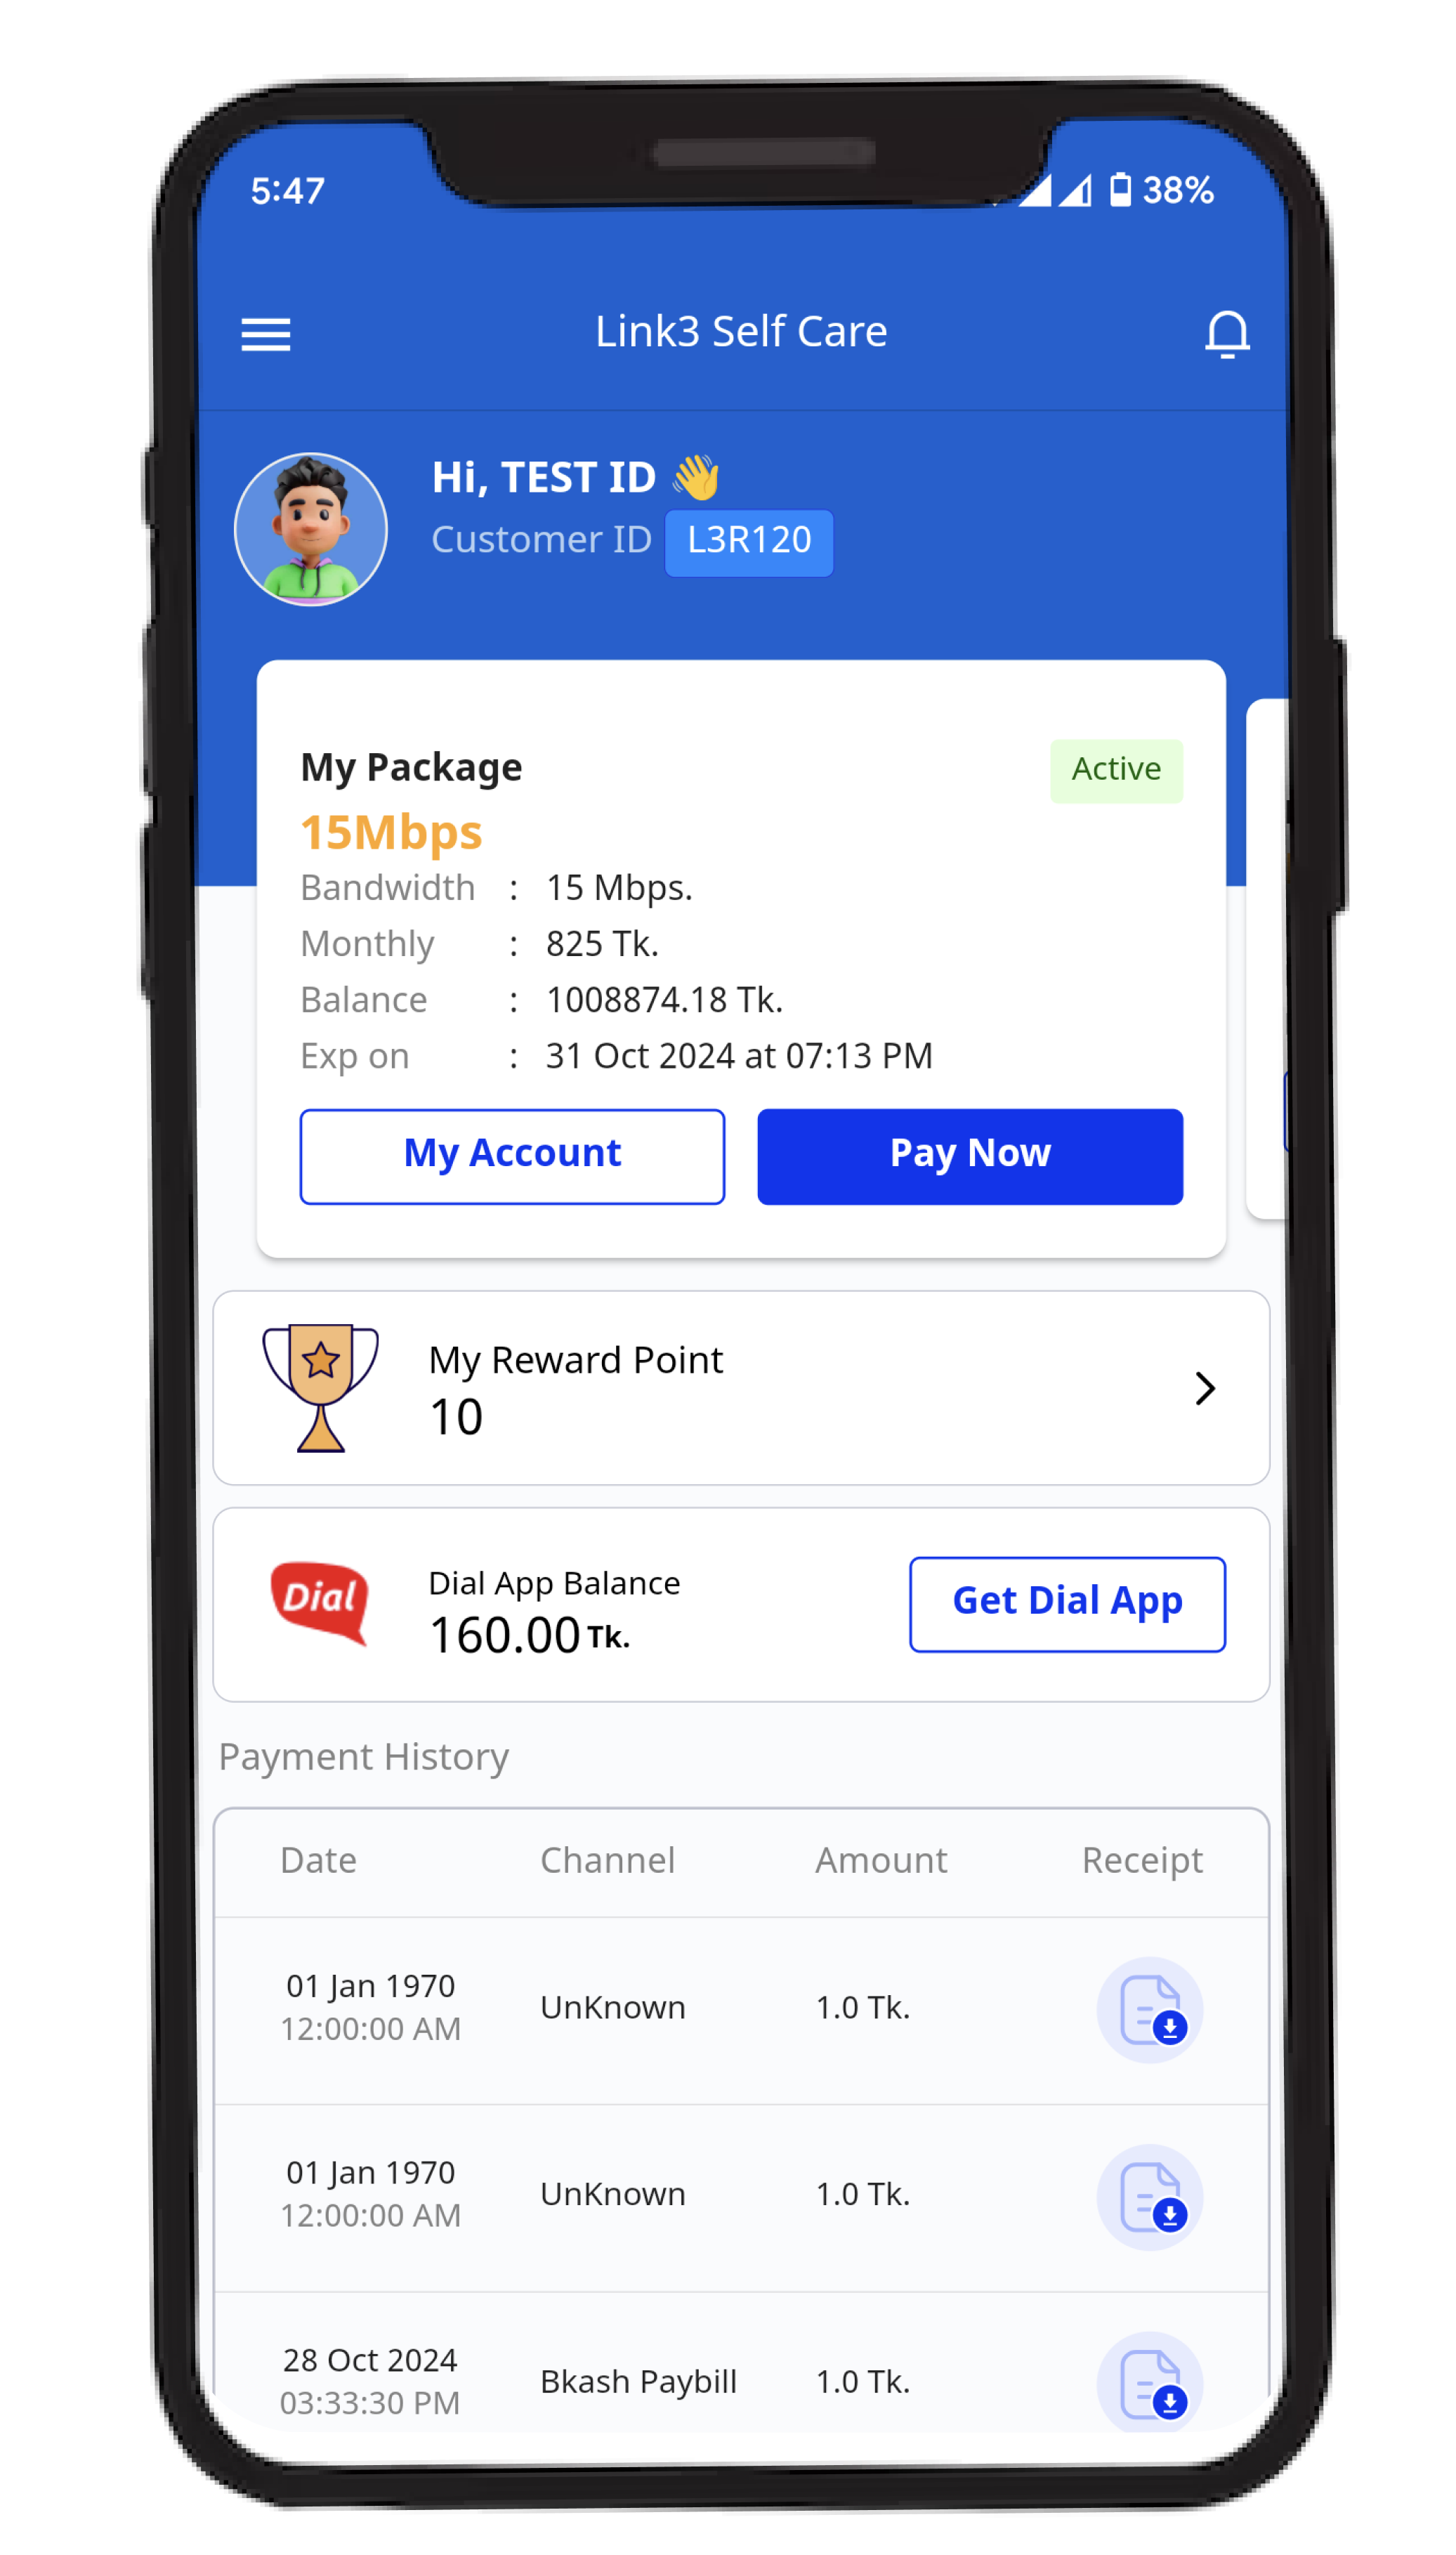 5:47 38%
Link3 Self Care
Hi, TEST ID 👋
Customer ID L3R120
My Package Active
15Mbps
Bandwidth : 15 Mbps.
Monthly : 825 Tk.
Balance : 1008874.18 Tk.
Exp on : 31 Oct 2024 at 07:13 PM
My Account Pay Now
My Reward Point
10
Dial
Dial App Balance
160.00 Tk.
Get Dial App
Payment History
Date Channel Amount Receipt
01 Jan 1970
12:00:00 AM
UnKnown 1.0 Tk.
01 Jan 1970
12:00:00 AM
UnKnown 1.0 Tk.
28 Oct 2024
03:33:30 PM
Bkash Paybill 1.0 Tk.